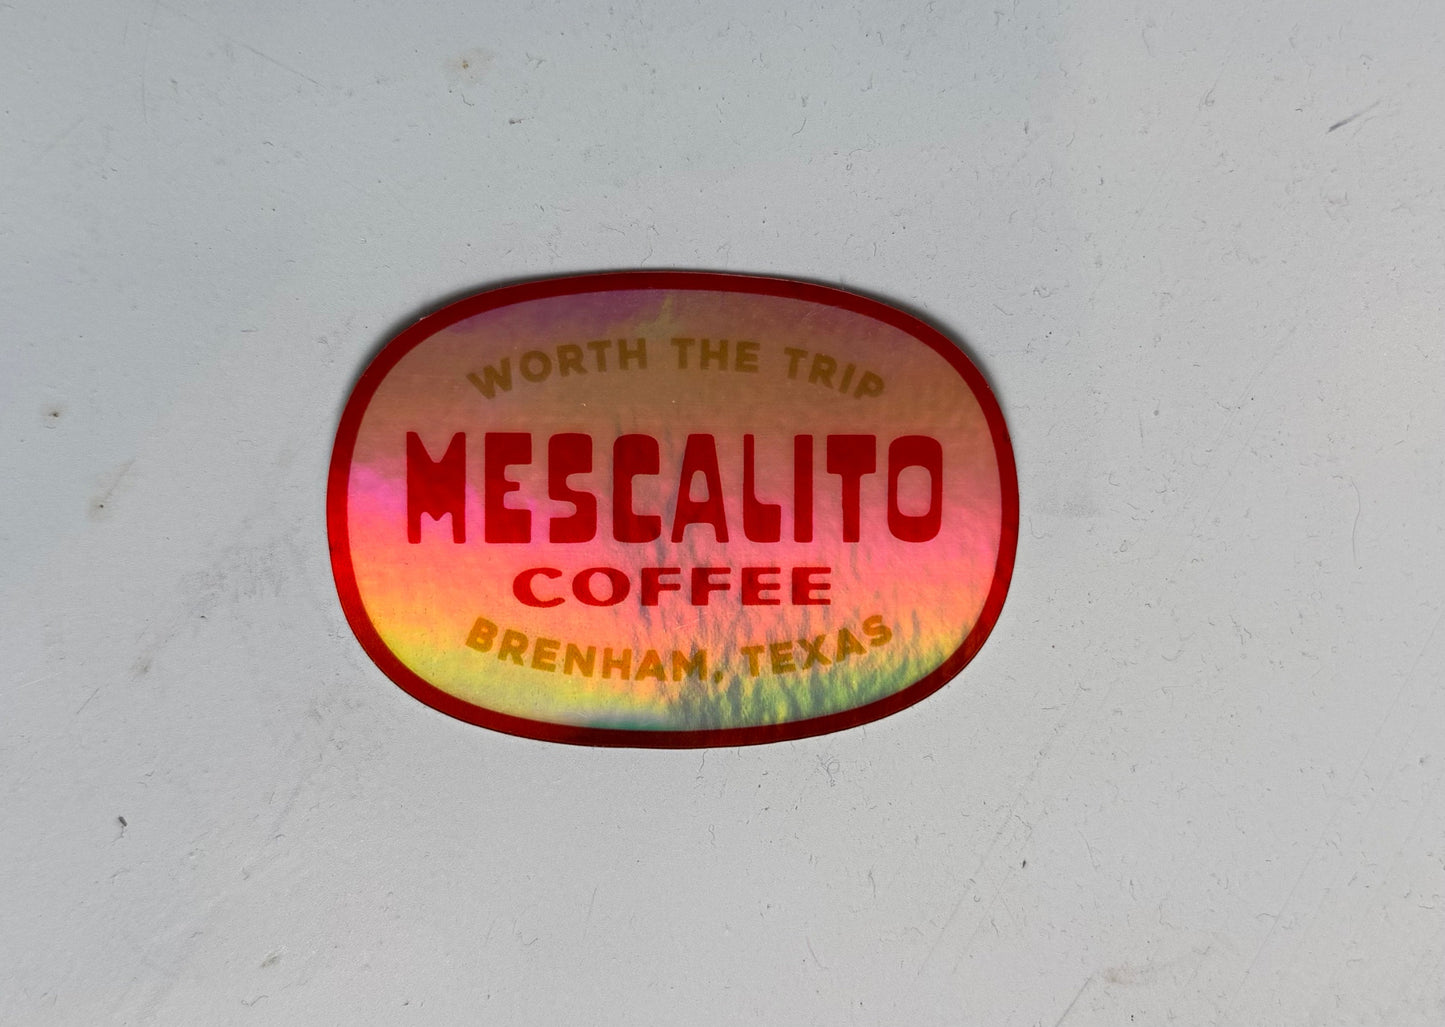 WORTH THE TRIP
MESCALITO
COFFEE
BRENHAM, TEXAS